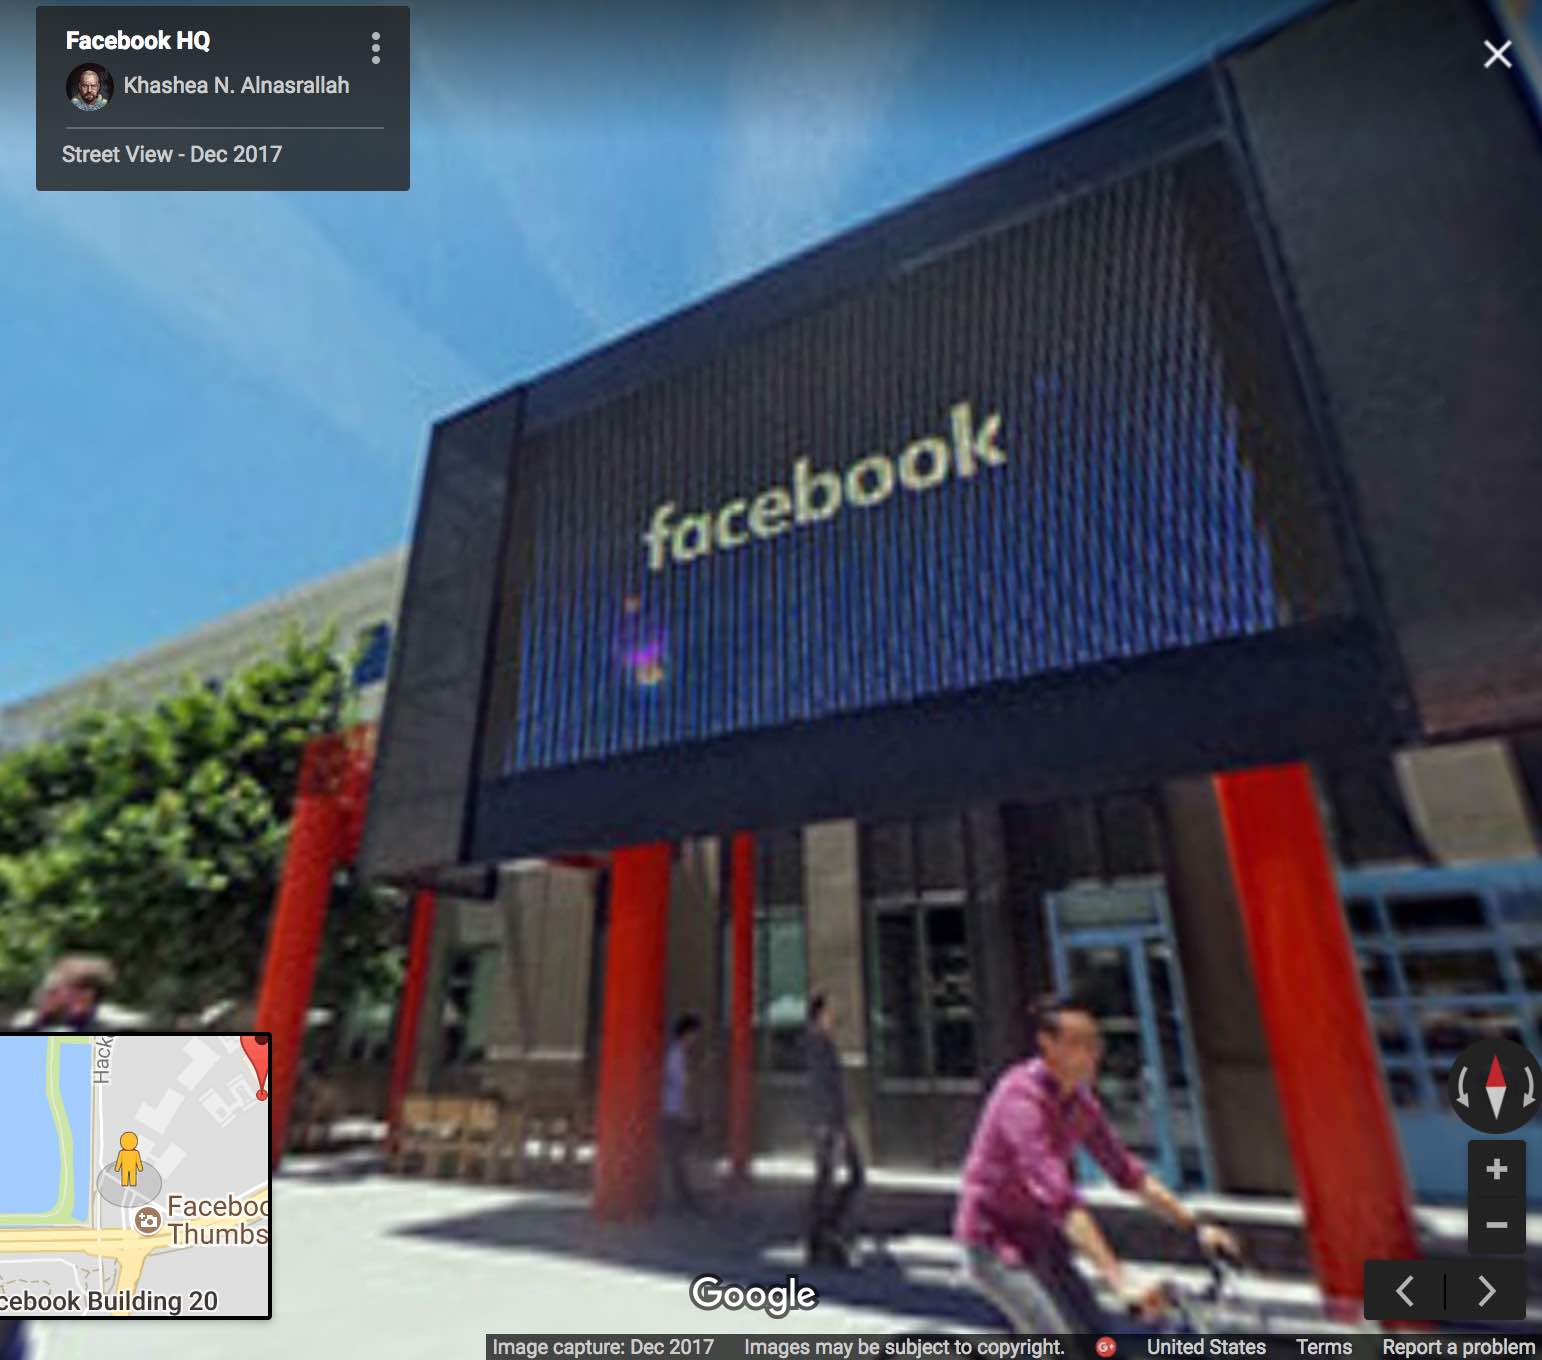 Facebook HQ
Khashea N. Alnasrallah
Street View - Dec 2017
facebook
Hack
Faceboo
Thumbs
cebook Building 20
Google
Image capture: Dec 2017 Images may be subject to copyright. G+ United States Terms Report a problem